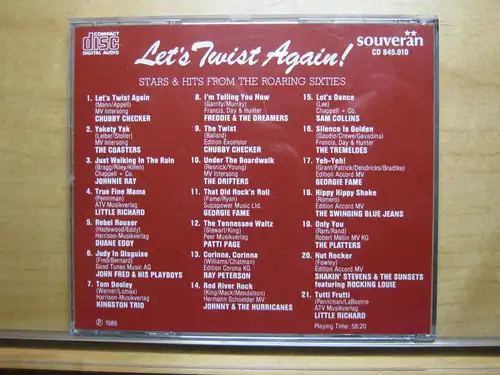 COMPACT
disc
DIGITAL AUDIO
Let's Twist Again!
souverän
CD 845.010
STARS & HITS FROM THE ROARING SIXTIES
1. Let's Twist Again
(Mann/Appell)
MV Intersong
CHUBBY CHECKER
2. Yakety Yak
(Leiber/Stoller)
MV Intersong
THE COASTERS
3. Just Walking In The Rain
(Bragg/Riley/Killen)
Chappell + Co.
JOHNNIE RAY
4. True Fine Mama
(Penniman)
ATV Musikverlag
LITTLE RICHARD
5. Rebel Rouser
(Hazlewood/Eddy)
Harrison-Musikverlag
DUANE EDDY
6. Judy In Disguise
(Fred/Bernard)
Good Tunes Music AG
JOHN FRED & HIS PLAYBOYS
7. Tom Dooley
(Warner/Lomax)
Harrison-Musikverlag
KINGSTON TRIO
8. I'm Telling You Now
(Garrity/Murray)
Francis, Day & Hunter
FREDDIE & THE DREAMERS
9. The Twist
(Ballard)
Edition Excelsior
CHUBBY CHECKER
10. Under The Boardwalk
(Resnick/Young)
MV Intersong
THE DRIFTERS
11. That Old Rock'n Roll
(Fame/Ryan)
Supapower Music Ltd.
GEORGIE FAME
12. The Tennessee Waltz
(Stewart/King)
Peer Musikverlag
PATTI PAGE
13. Corinna, Corinna
(Williams/Chatman)
Edition Corona KG
RAY PETERSON
14. Red River Rock
(King/Mack/Mendelson)
Hermann Schneider MV
JOHNNY & THE HURRICANES
15. Let's Dance
(Lee)
Chappell + Co.
SAM COLLINS
16. Silence Is Golden
(Gaudio/Crewe/Gavadina)
Francis, Day & Hunter
THE TREMELOES
17. Yeh-Yeh!
(Grant/Patrick/Dendricks/Bradtke)
Edition Accord MV
GEORGIE FAME
18. Hippy Hippy Shake
(Romero)
Edition Accord MV
THE SWINGING BLUE JEANS
19. Only You
(Ram/Rand)
Robert Mellin MV KG
THE PLATTERS
20. Nut Rocker
(Fowley)
Edition Accord MV
SHAKIN' STEVENS & THE SUNSETS
featuring ROCKING LOUIE
21. Tutti Frutti
(Penniman/LaBosrie)
ATV Musikverlag
LITTLE RICHARD
℗ 1986
Playing Time: 58:20